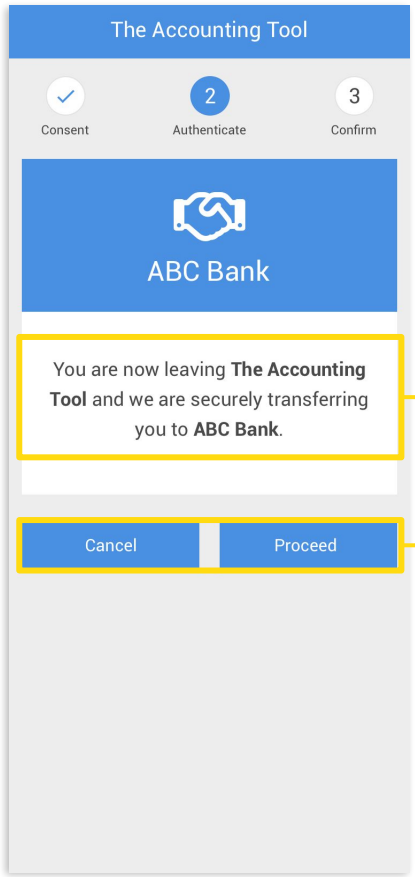 The Accounting Tool
2
3
Consent
Authenticate
Confirm
ABC Bank
You are now leaving The Accounting
Tool and we are securely transferring
you to ABC Bank.
Cancel
Proceed